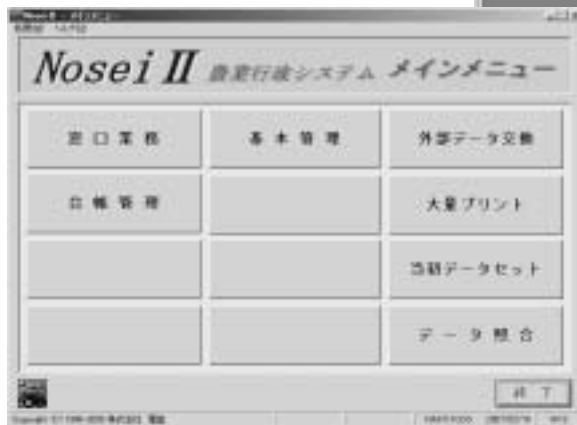 Nosei II 農業行政システム メインメニュー
窓口業務 基本管理 外部データ交換
台帳管理 大量プリント
当初データセット
データ照合
終了